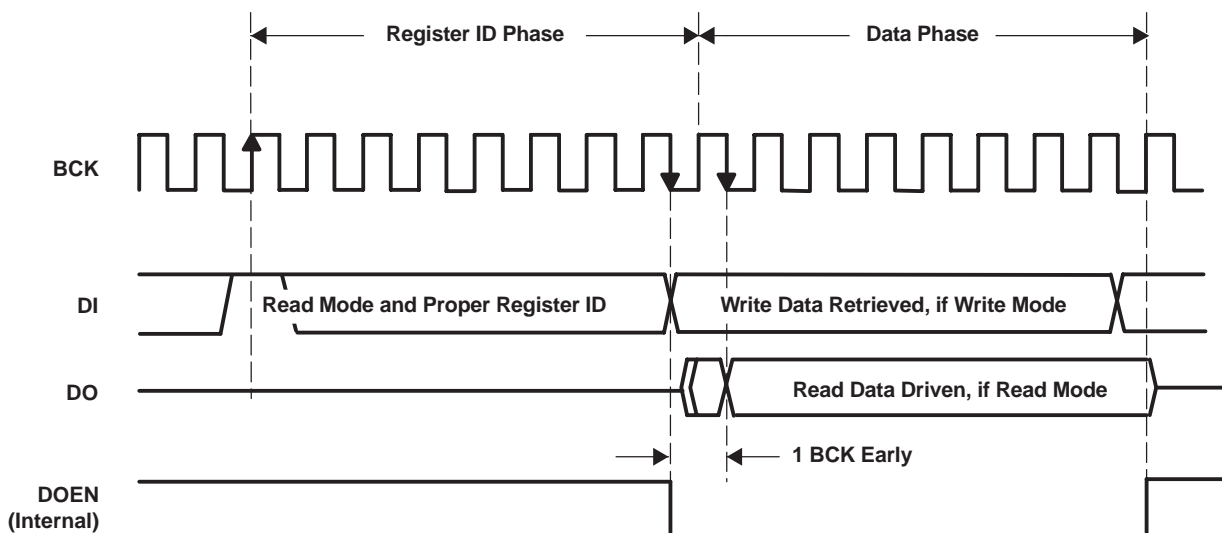 Register ID Phase
Data Phase
BCK
DI
Read Mode and Proper Register ID
Write Data Retrieved, if Write Mode
DO
Read Data Driven, if Read Mode
1 BCK Early
DOEN
(Internal)